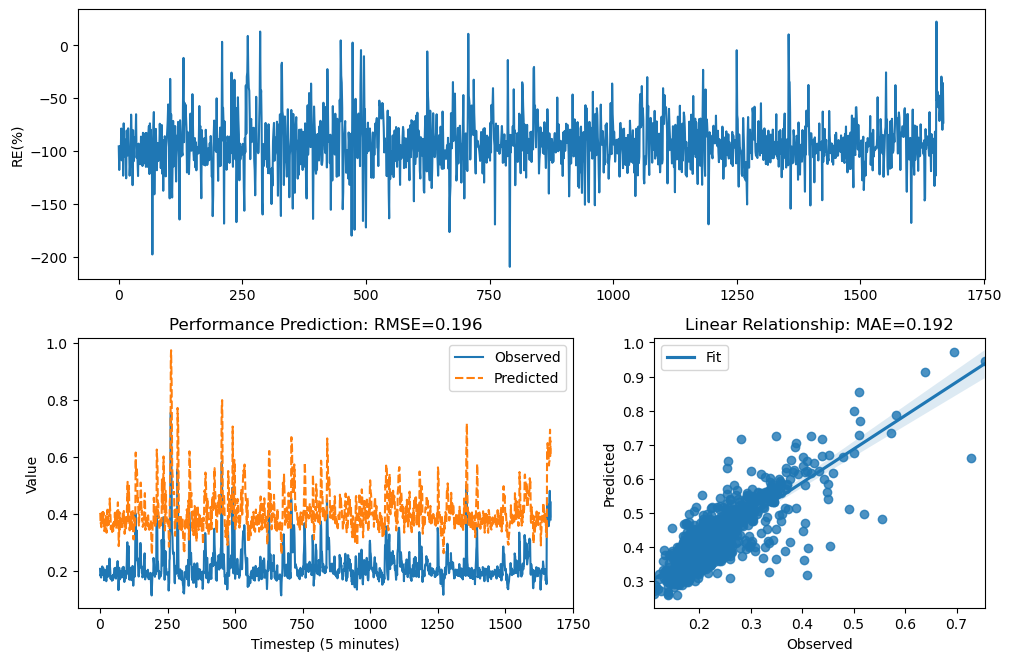 RE(%)
0
−50
−100
−150
−200
0 250 500 750 1000 1250 1500 1750
Performance Prediction: RMSE=0.196
Value
1.0
0.8
0.6
0.4
0.2
Observed
Predicted
0 250 500 750 1000 1250 1500 1750
Timestep (5 minutes)
Linear Relationship: MAE=0.192
Predicted
1.0
0.9
0.8
0.7
0.6
0.5
0.4
0.3
Fit
0.2 0.3 0.4 0.5 0.6 0.7
Observed